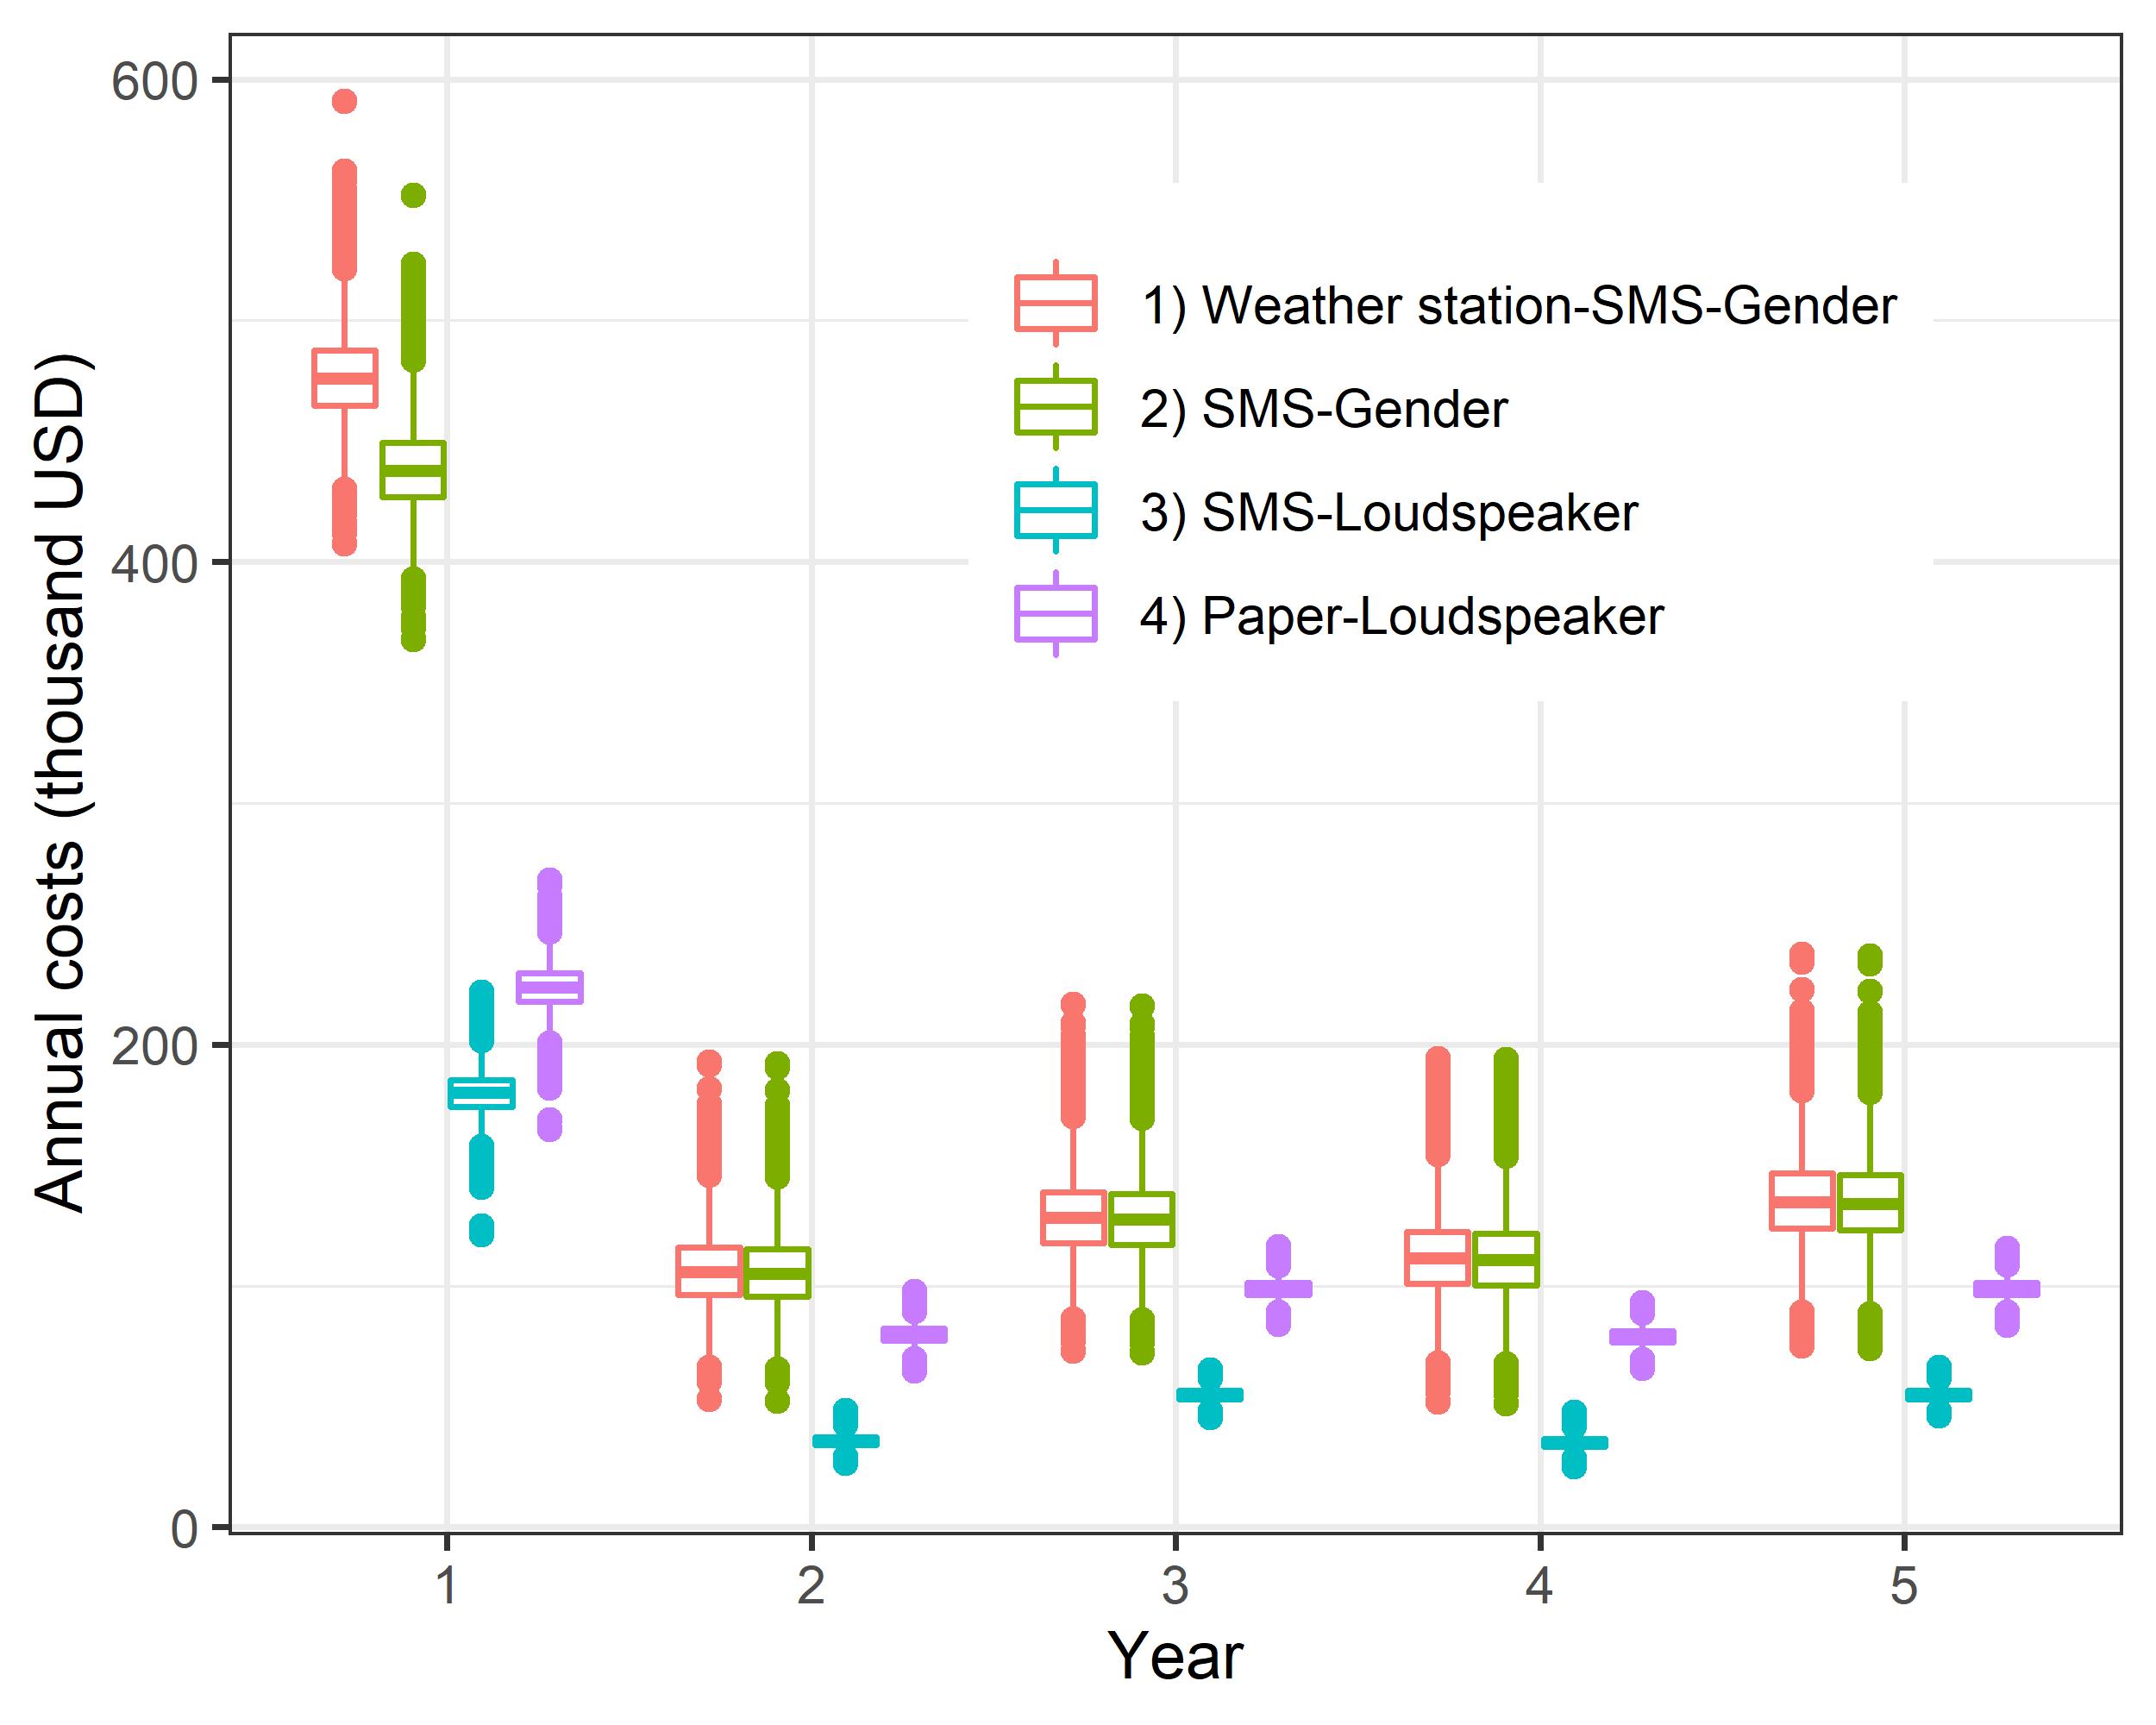 Annual costs (thousand USD)
600
400
200
0
1) Weather station-SMS-Gender
2) SMS-Gender
3) SMS-Loudspeaker
4) Paper-Loudspeaker
1 2 3 4 5
Year